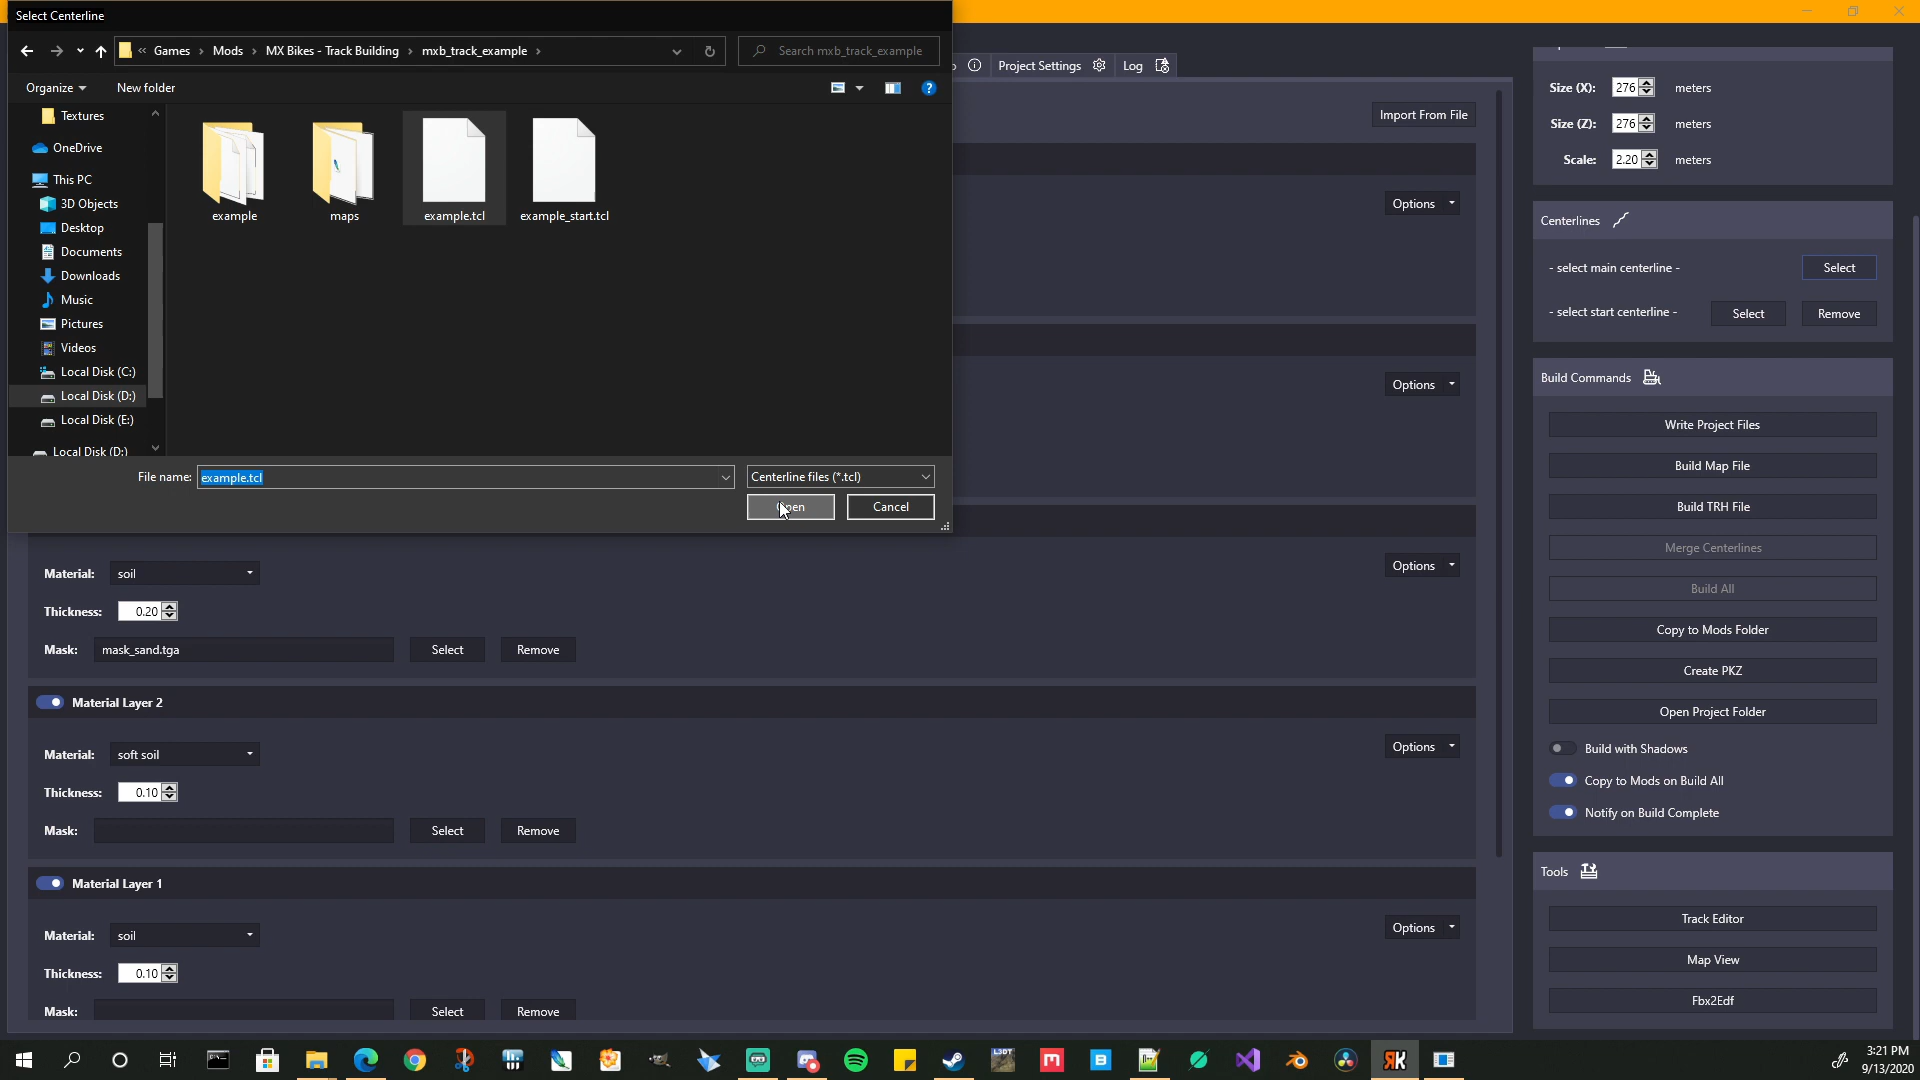 Select Centerline
« Games › Mods › MX Bikes - Track Building › mxb_track_example ›
Search mxb_track_example
Organize
New folder
Textures
OneDrive
This PC
3D Objects
Desktop
Documents
Downloads
Music
Pictures
Videos
Local Disk (C:)
Local Disk (D:)
Local Disk (E:)
Local Disk (D:)
example
maps
example.tcl
example_start.tcl
File name: example.tcl
Centerline files (*.tcl)
Open
Cancel
Project Settings
Log
Import From File
Options
Options
Options
Material: soil
Thickness: 0.20
Mask: mask_sand.tga Select Remove
Material Layer 2
Material: soft soil
Options
Thickness: 0.10
Mask: Select Remove
Material Layer 1
Material: soil
Options
Thickness: 0.10
Mask: Select Remove
Size (X): 276 meters
Size (Z): 276 meters
Scale: 2.20 meters
Centerlines
- select main centerline - Select
- select start centerline - Select Remove
Build Commands
Write Project Files
Build Map File
Build TRH File
Merge Centerlines
Build All
Copy to Mods Folder
Create PKZ
Open Project Folder
Build with Shadows
Copy to Mods on Build All
Notify on Build Complete
Tools
Track Editor
Map View
Fbx2Edf
L3DT
3:21 PM
9/13/2020